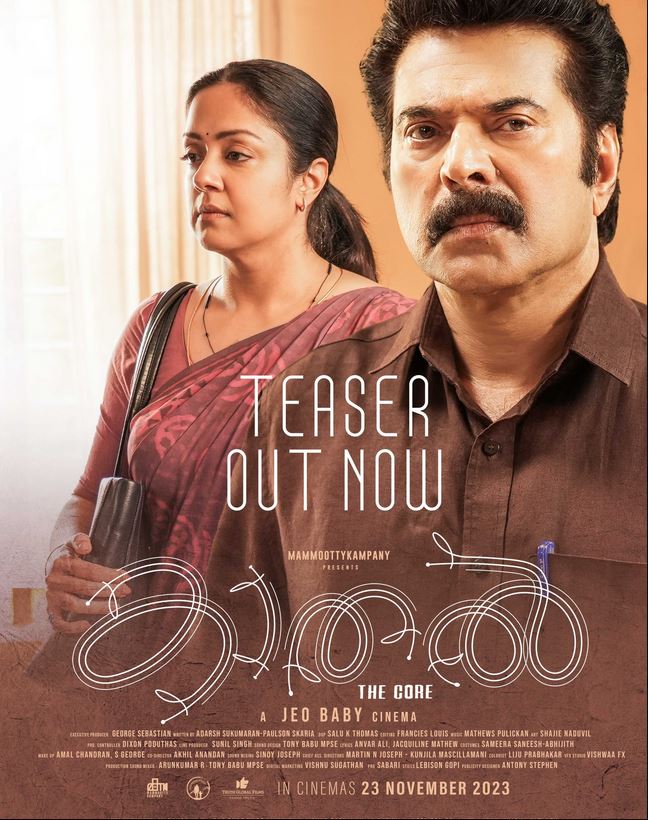 TEASER
OUT NOW
MAMMOOTTYKAMPANY
PRESENTS
കാതൽ
THE CORE
A JEO BABY CINEMA
EXECUTIVE PRODUCER GEORGE SEBASTIAN WRITTEN BY ADARSH SUKUMARAN-PAULSON SKARIA DOP SALU K THOMAS EDITING FRANCIES LOUIS MUSIC MATHEWS PULICKAN ART SHAJIE NADUVIL
PRO. CONTROLLER DIXON PODUTHAS LINE PRODUCER SUNIL SINGH SOUND DESIGN TONY BABU MPSE LYRICS ANVAR ALI, JACQUILINE MATHEW COSTUMES SAMEERA SANEESH-ABHIJITH
MAKE UP AMAL CHANDRAN, S GEORGE CO-DIRECTOR AKHIL ANANDAN SOUND MIXING SINOY JOSEPH CHIEF ASS. DIRECTOR MARTIN N JOSEPH - KUNJILA MASCILLAMANI COLORIST LIJU PRABHAKAR VFX STUDIO VISHWAA FX
PRODUCTION SOUND MIXER ARUNKUMAR R- TONY BABU MPSE DIGITAL MARKETING VISHNU SUGATHAN PRO SABARI STILLS LEBISON GOPI PUBLICITY DESIGNER ANTONY STEPHEN
TRUTH GLOBAL FILMS
IN CINEMAS 23 NOVEMBER 2023